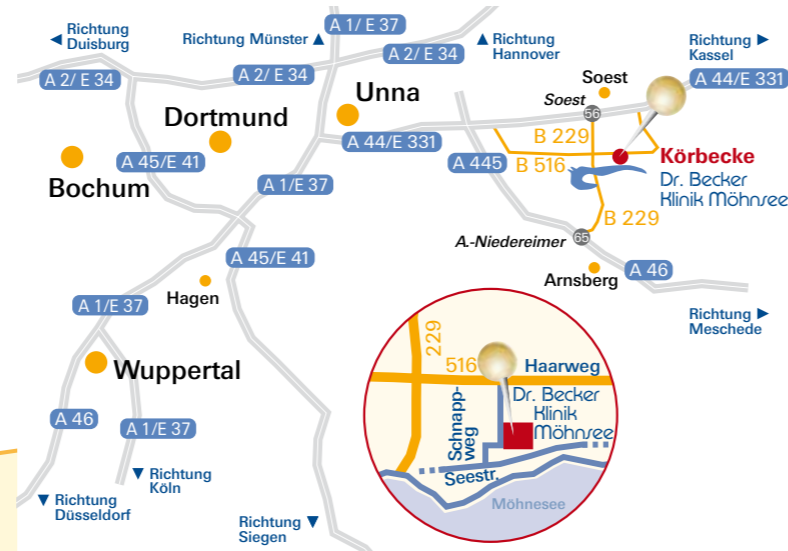 A 1/ E 37
Richtung
Duisburg
Richtung Münster
Richtung
Hannover
Richtung
Kassel
A 2/ E 34
A 2/ E 34
A 2/ E 34
A 44/E 331
Soest
Soest
56
Unna
Dortmund
A 44/E 331
B 229
A 445
B 516
Körbecke
Dr. Becker
Klinik Möhnsee
A 45/E 41
Bochum
A 1/E 37
B 229
A.-Niedereimer
65
A 45/E 41
A 46
Arnsberg
Hagen
A 1/E 37
Richtung
Meschede
229
516
Haarweg
Wuppertal
Dr. Becker
Klinik
Möhnsee
Schnapp-
weg
A 46
A 1/E 37
Seestr.
Möhnesee
Richtung
Köln
Richtung
Düsseldorf
Richtung
Siegen